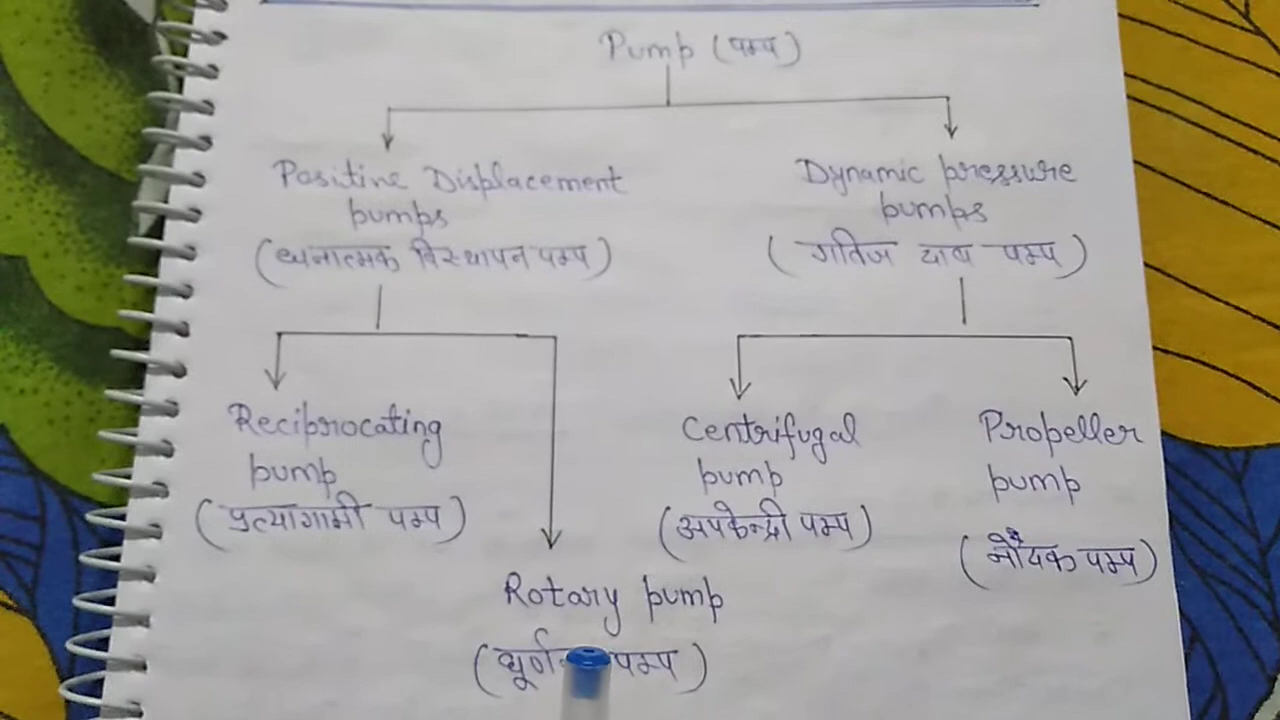 Pump (पम्प)
Positive Displacement
pumps
(धनात्मक विस्थापन पम्प)
Dynamic pressure
pumps
(गतिज दाब पम्प)
Reciprocating
pump
(प्रत्यागामी पम्प)
Centrifugal
pump
(अपकेन्द्री पम्प)
Propeller
pump
(नोदक पम्प)
Rotary pump
पम्प)